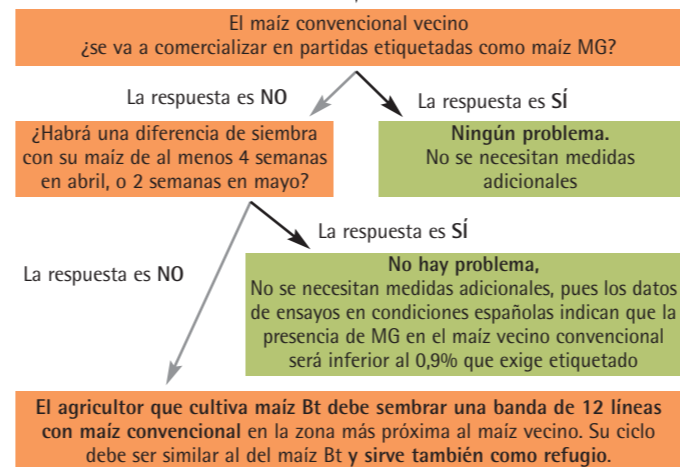 El maíz convencional vecino
¿se va a comercializar en partidas etiquetadas como maíz MG?
La respuesta es NO
La respuesta es SÍ
¿Habrá una diferencia de siembra
con su maíz de al menos 4 semanas
en abril, o 2 semanas en mayo?
Ningún problema.
No se necesitan medidas
adicionales
La respuesta es SÍ
La respuesta es NO
No hay problema,
No se necesitan medidas adicionales, pues los datos
de ensayos en condiciones españolas indican que la
presencia de MG en el maíz vecino convencional
será inferior al 0,9% que exige etiquetado
El agricultor que cultiva maíz Bt debe sembrar una banda de 12 líneas
con maíz convencional en la zona más próxima al maíz vecino. Su ciclo
debe ser similar al del maíz Bt y sirve también como refugio.